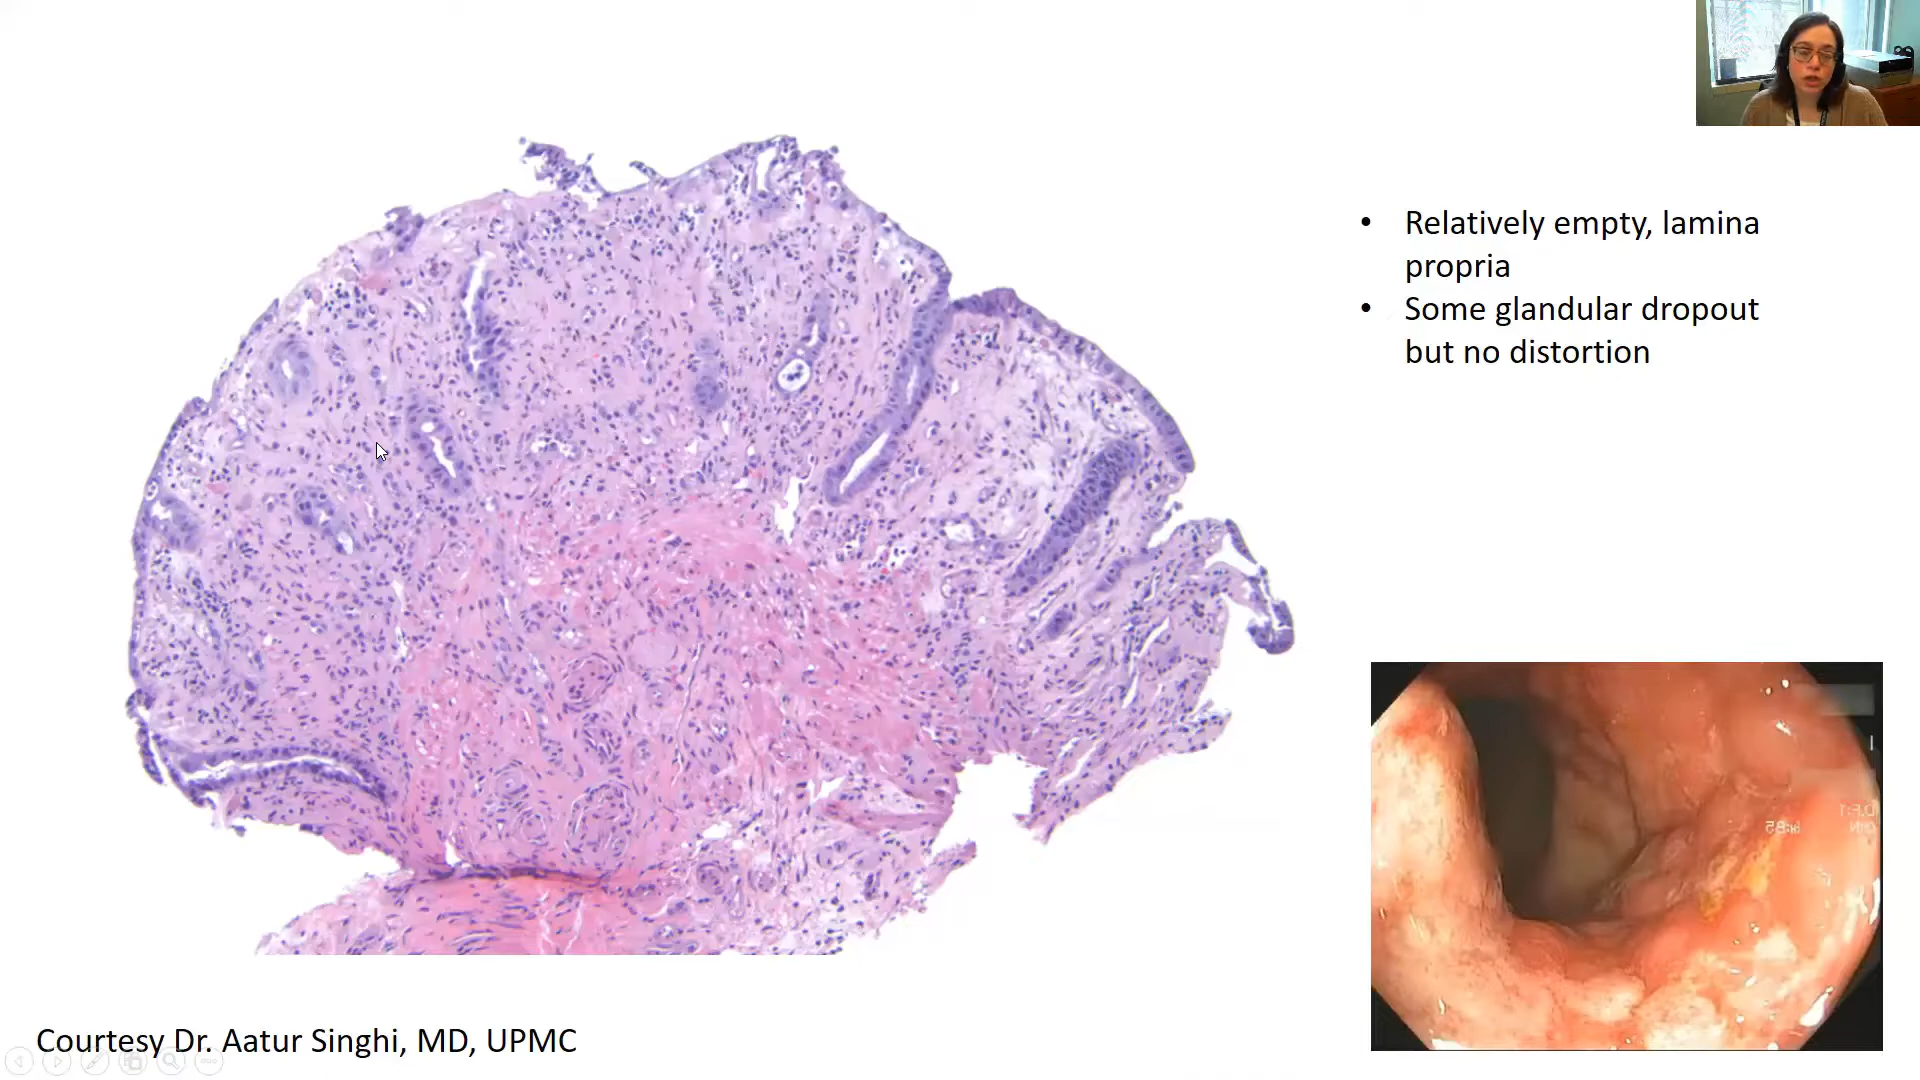 Relatively empty, lamina
propria
Some glandular dropout
but no distortion
Courtesy Dr. Aatur Singhi, MD, UPMC